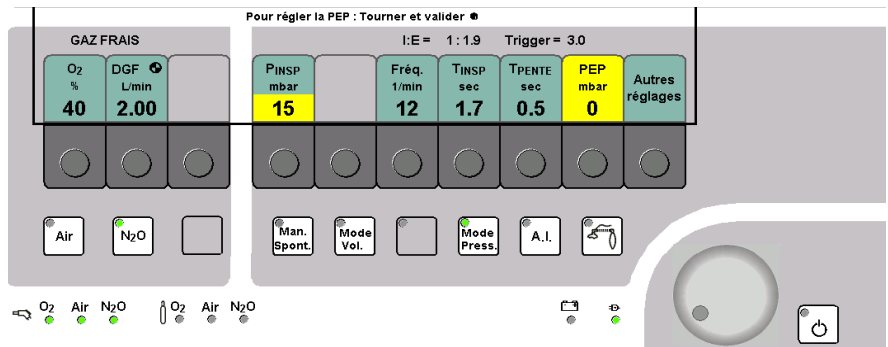 Pour régler la PEP : Tourner et valider
GAZ FRAIS
I:E = 1 : 1.9 Trigger = 3.0
O2 DGF PINSP Fréq. TINSP TPENTE PEP Autres
% L/min mbar 1/min sec sec mbar réglages
40 2.00 15 12 1.7 0.5 0
Air N2O Man. Spont. Mode Vol. Mode Press. A.I.
O2 Air N2O O2 Air N2O